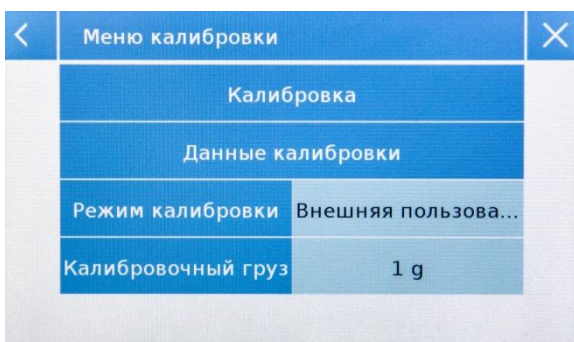 Меню калибровки
Калибровка
Данные калибровки
Режим калибровки Внешняя пользова...
Калибровочный груз 1 g